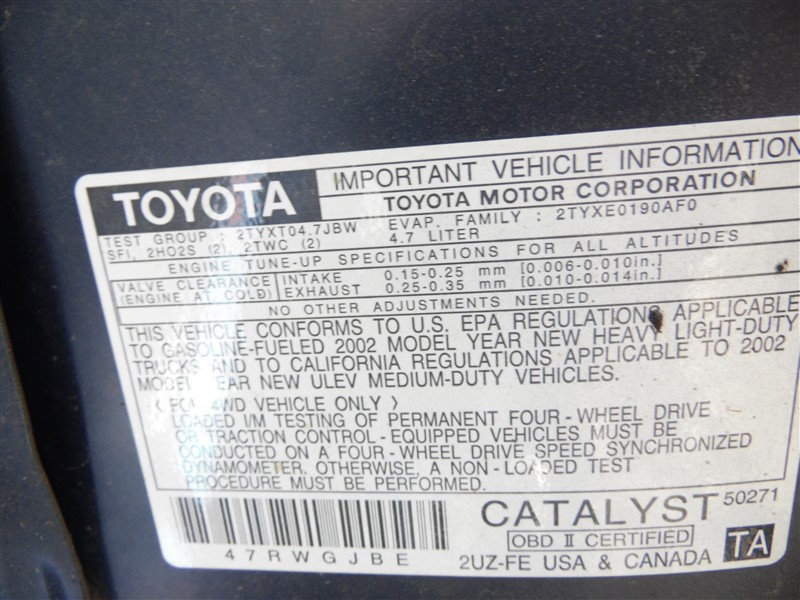 TOYOTA
IMPORTANT VEHICLE INFORMATION
TOYOTA MOTOR CORPORATION
TEST GROUP : 2TYXT04.7JBW EVAP. FAMILY : 2TYXE0190AF0
SFI, 2HO2S (2), 2TWC (2) 4.7 LITER
ENGINE TUNE-UP SPECIFICATIONS FOR ALL ALTITUDES
VALVE CLEARANCE INTAKE 0.15-0.25 mm [0.006-0.010in.]
(ENGINE AT COLD) EXHAUST 0.25-0.35 mm [0.010-0.014in.]
NO OTHER ADJUSTMENTS NEEDED.
THIS VEHICLE CONFORMS TO U.S. EPA REGULATIONS APPLICABLE
TO GASOLINE-FUELED 2002 MODEL YEAR NEW HEAVY LIGHT-DUTY
TRUCKS AND TO CALIFORNIA REGULATIONS APPLICABLE TO 2002
MODEL YEAR NEW ULEV MEDIUM-DUTY VEHICLES.
( FOR 4WD VEHICLE ONLY )
LOADED I/M TESTING OF PERMANENT FOUR-WHEEL DRIVE
OR TRACTION CONTROL-EQUIPPED VEHICLES MUST BE
CONDUCTED ON A FOUR-WHEEL DRIVE SPEED SYNCHRONIZED
DYNAMOMETER. OTHERWISE, A NON-LOADED TEST
PROCEDURE MUST BE PERFORMED.
CATALYST 50271
OBD II CERTIFIED
47RWGJBE
2UZ-FE USA & CANADA TA